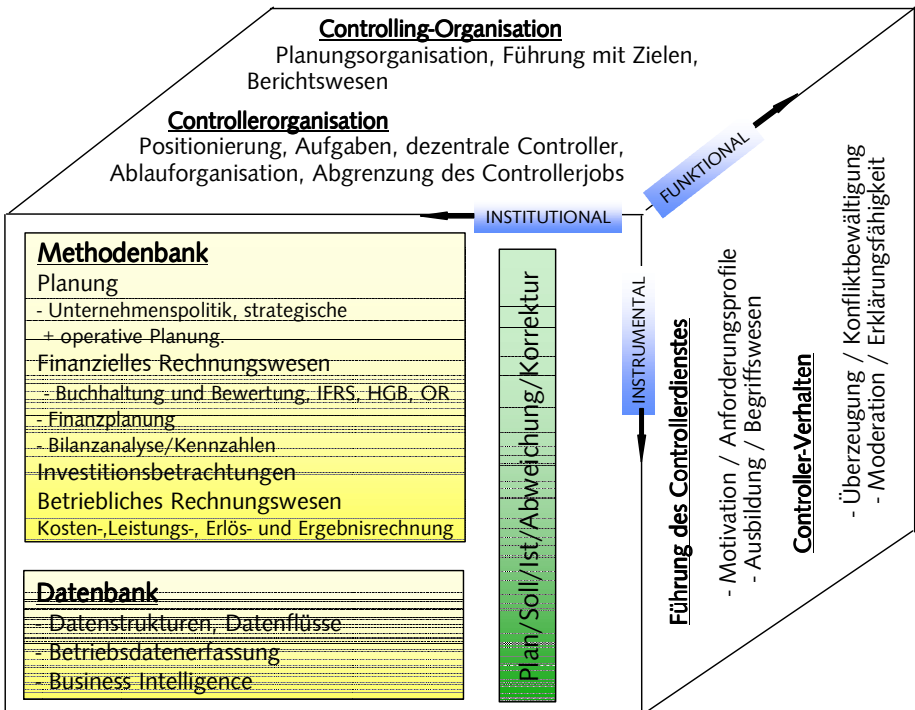 Controlling-Organisation
Planungsorganisation, Führung mit Zielen,
Berichtswesen
Controllerorganisation
Positionierung, Aufgaben, dezentrale Controller,
Ablauforganisation, Abgrenzung des Controllerjobs
INSTITUTIONAL
FUNKTIONAL
INSTRUMENTAL
Methodenbank
Planung
- Unternehmenspolitik, strategische
+ operative Planung.
Finanzielles Rechnungswesen
- Buchhaltung und Bewertung, IFRS, HGB, OR
- Finanzplanung
- Bilanzanalyse/Kennzahlen
Investitionsbetrachtungen
Betriebliches Rechnungswesen
Kosten-,Leistungs-, Erlös- und Ergebnisrechnung
Datenbank
- Datenstrukturen, Datenflüsse
- Betriebsdatenerfassung
- Business Intelligence
Plan/Soll/Ist/Abweichung/Korrektur
Führung des Controllerdienstes
- Motivation / Anforderungsprofile
- Ausbildung / Begriffswesen
Controller-Verhalten
- Überzeugung / Konfliktbewältigung
- Moderation / Erklärungsfähigkeit